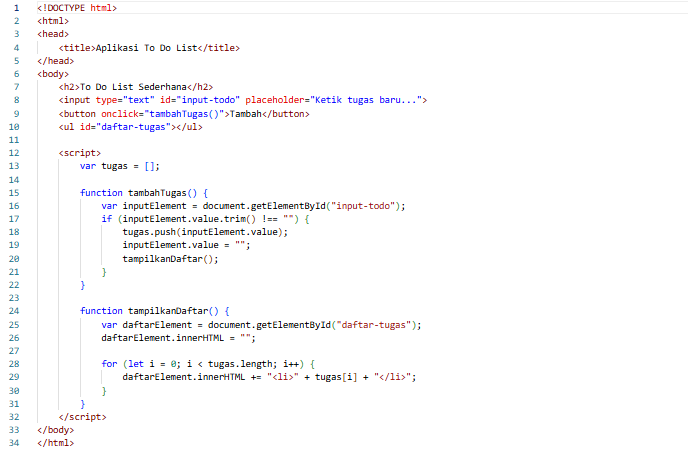 1 <!DOCTYPE html>
2 <html>
3 <head>
4     <title>Aplikasi To Do List</title>
5 </head>
6 <body>
7     <h2>To Do List Sederhana</h2>
8     <input type="text" id="input-todo" placeholder="Ketik tugas baru...">
9     <button onclick="tambahTugas()">Tambah</button>
10     <ul id="daftar-tugas"></ul>
11
12     <script>
13         var tugas = [];
14
15         function tambahTugas() {
16             var inputElement = document.getElementById("input-todo");
17             if (inputElement.value.trim() !== "") {
18                 tugas.push(inputElement.value);
19                 inputElement.value = "";
20                 tampilkanDaftar();
21             }
22         }
23
24         function tampilkanDaftar() {
25             var daftarElement = document.getElementById("daftar-tugas");
26             daftarElement.innerHTML = "";
27
28             for (let i = 0; i < tugas.length; i++) {
29                 daftarElement.innerHTML += "<li>" + tugas[i] + "</li>";
30             }
31         }
32     </script>
33 </body>
34 </html>